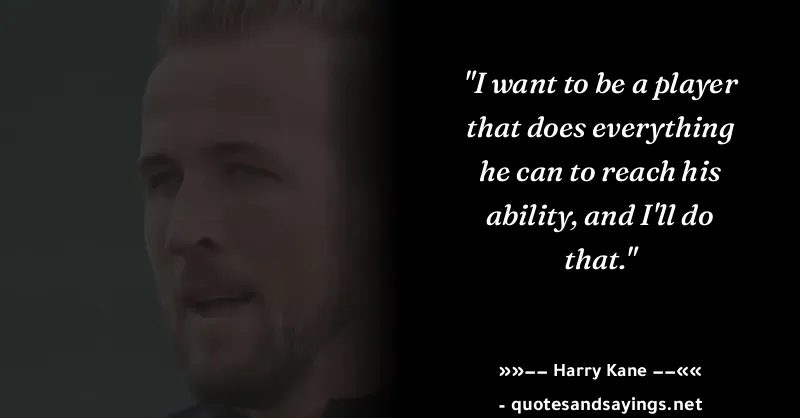 "I want to be a player
that does everything
he can to reach his
ability, and I'll do
that."
»»−− Harry Kane −−««
- quotesandsayings.net